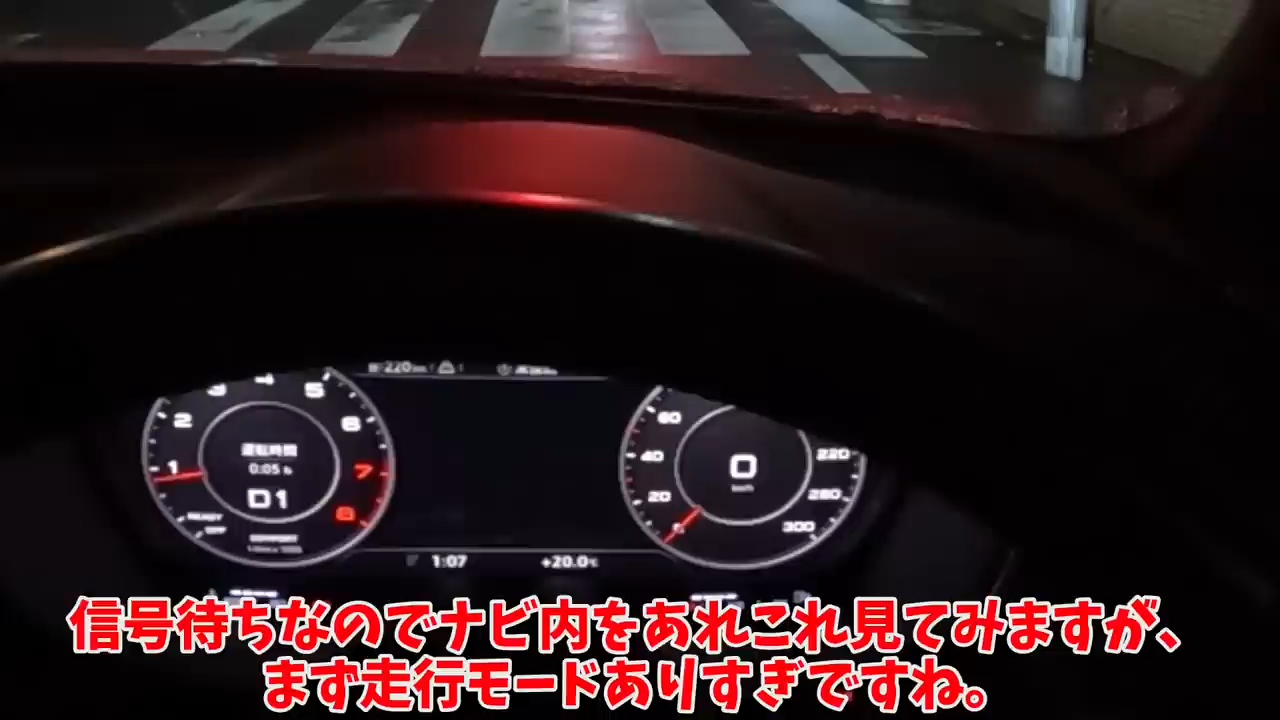 220
3 4 5
2 6
1 7
8
運転時間
0:05 h
D1
READY
OFF
60
40
20
0
km/h
220
260
300
1:07
+20.0℃
信号待ちなのでナビ内をあれこれ見てみますが、
まず走行モードありすぎですね。